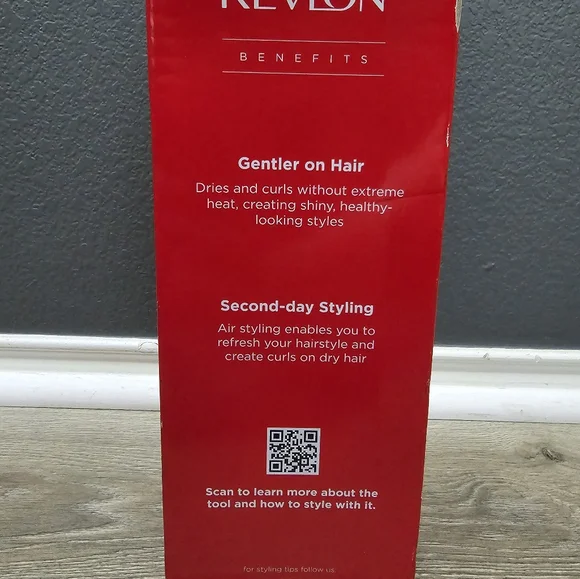 REVLON
BENEFITS
Gentler on Hair
Dries and curls without extreme
heat, creating shiny, healthy-
looking styles
Second-day Styling
Air styling enables you to
refresh your hairstyle and
create curls on dry hair
Scan to learn more about the
tool and how to style with it.
for styling tips follow us: